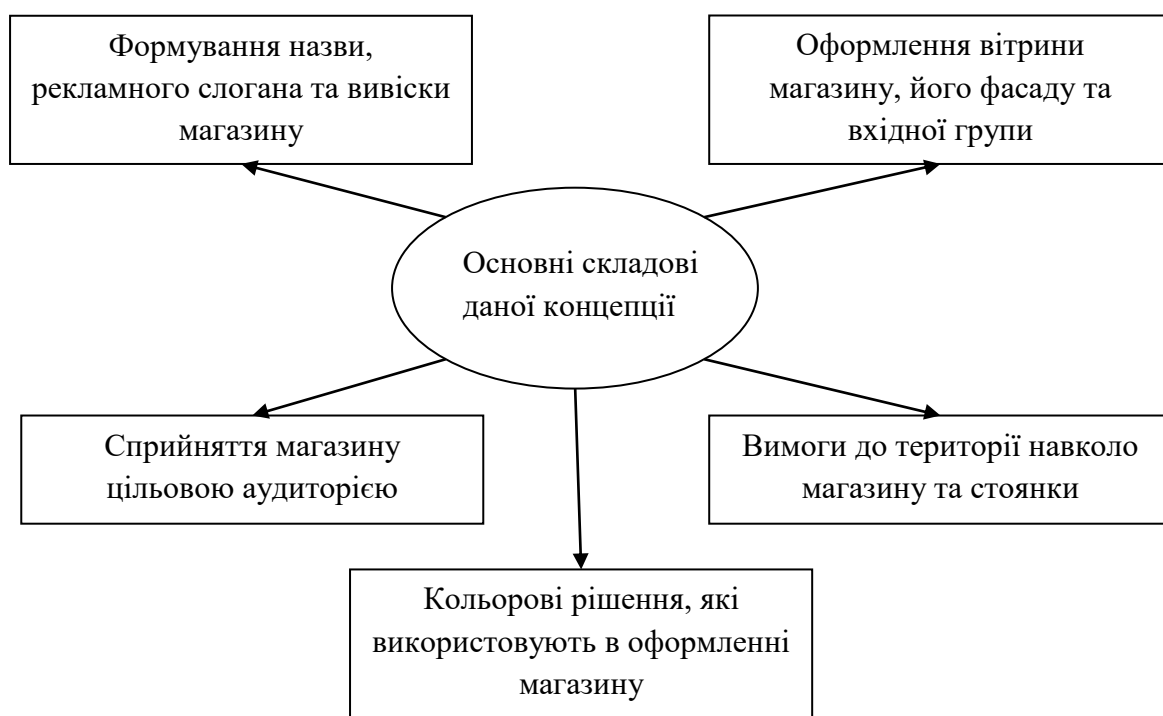 Формування назви,
рекламного слогана та вивіски
магазину
Оформлення вітрини
магазину, його фасаду та
вхідної групи
Основні складові
даної концепції
Сприйняття магазину
цільовою аудиторією
Вимоги до території навколо
магазину та стоянки
Кольорові рішення, які
використовують в оформленні
магазину